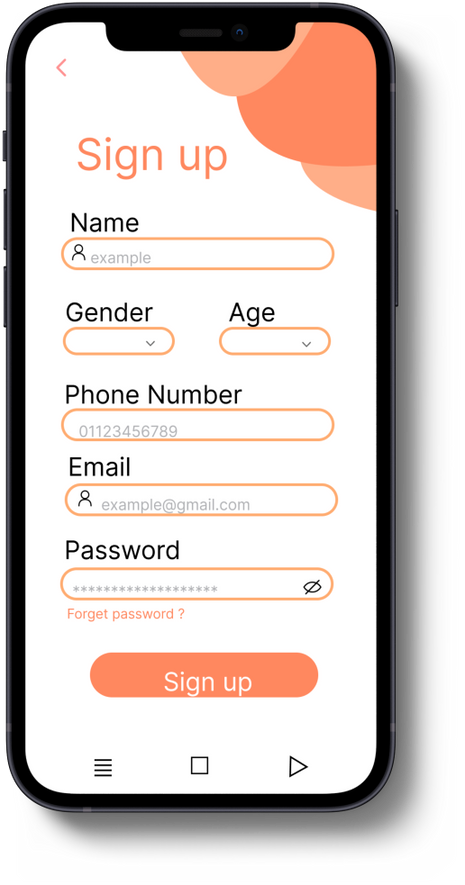 Sign up
Name
example
Gender Age
Phone Number
01123456789
Email
example@gmail.com
Password
*******************
Forget password ?
Sign up